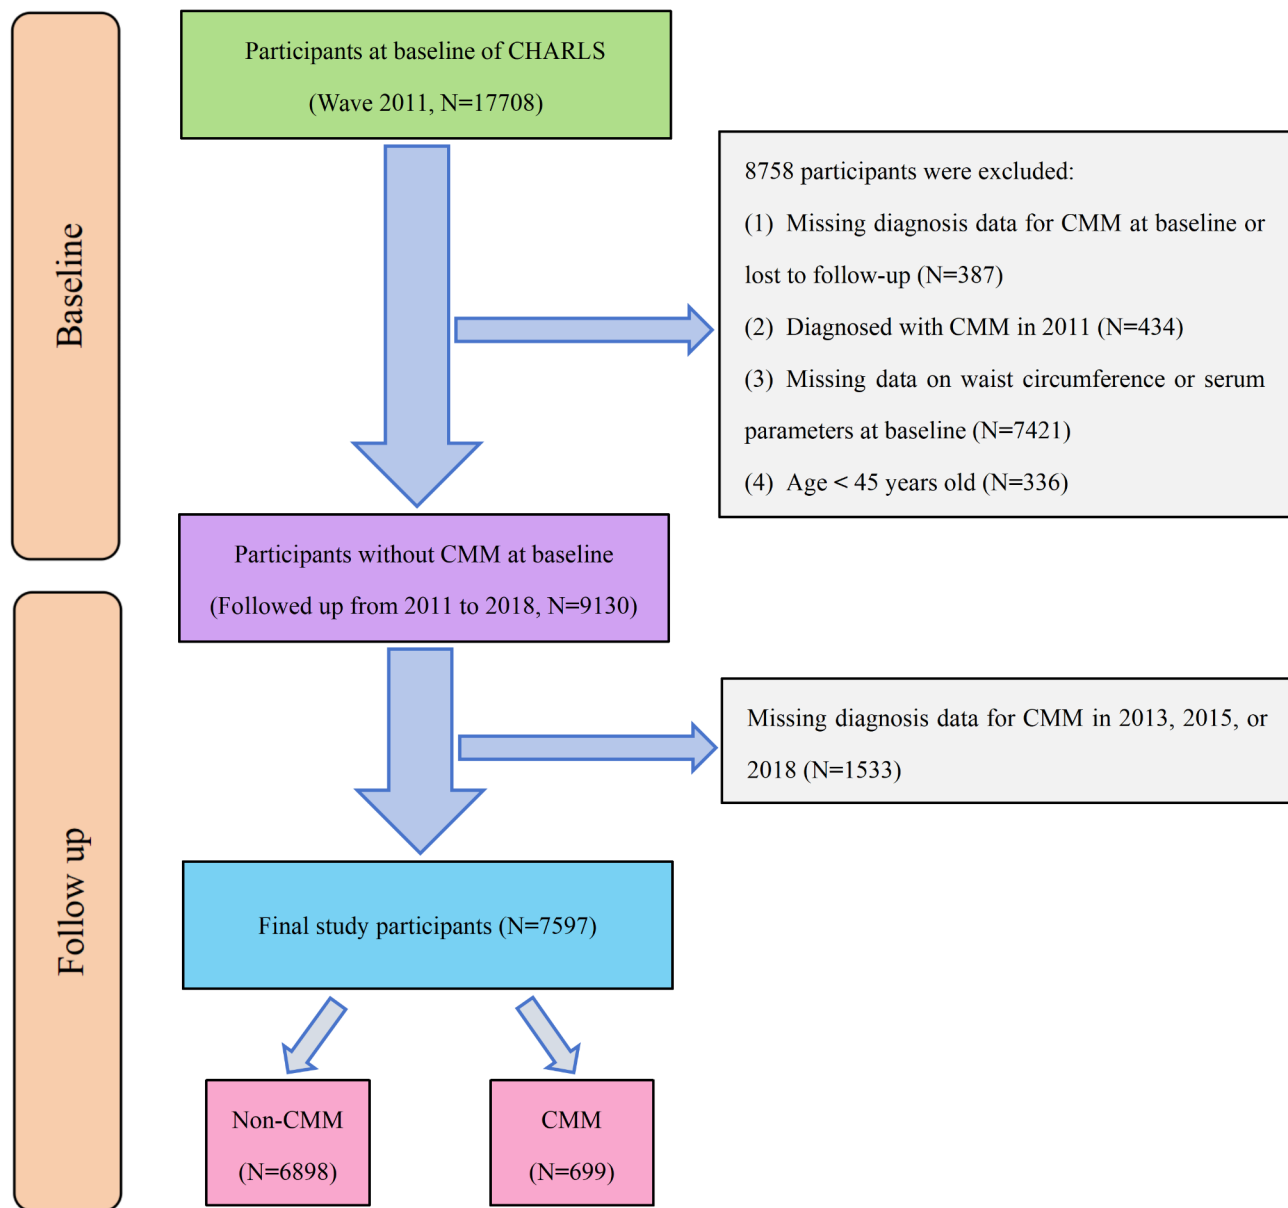 Baseline
Participants at baseline of CHARLS
(Wave 2011, N=17708)
8758 participants were excluded:
(1) Missing diagnosis data for CMM at baseline or
lost to follow-up (N=387)
(2) Diagnosed with CMM in 2011 (N=434)
(3) Missing data on waist circumference or serum
parameters at baseline (N=7421)
(4) Age < 45 years old (N=336)
Participants without CMM at baseline
(Followed up from 2011 to 2018, N=9130)
Follow up
Missing diagnosis data for CMM in 2013, 2015, or
2018 (N=1533)
Final study participants (N=7597)
Non-CMM
(N=6898)
CMM
(N=699)